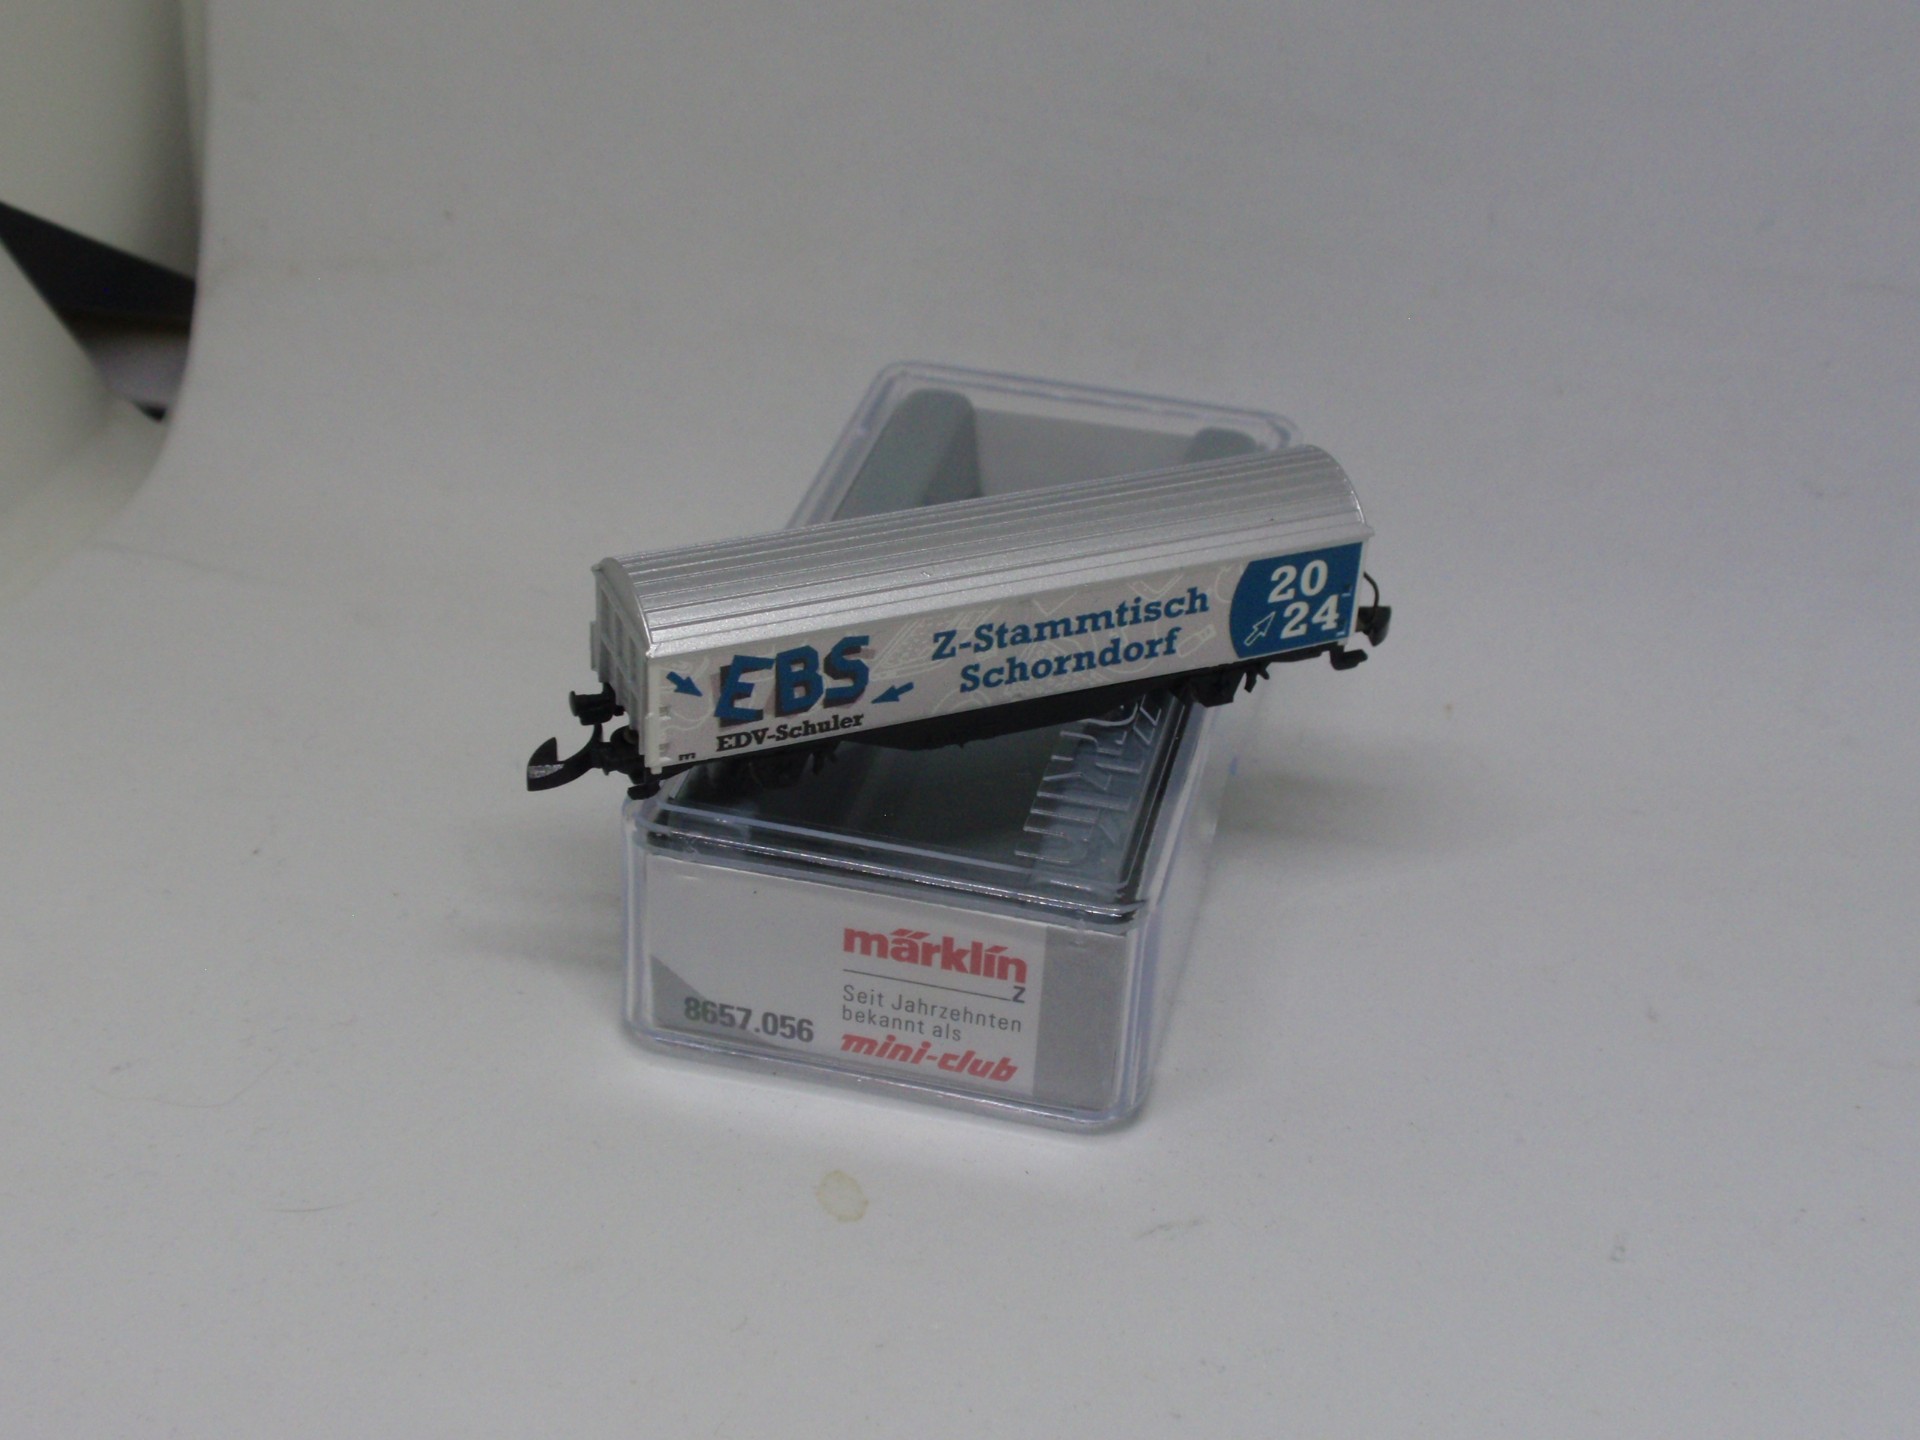 EBS
EDV-Schuler
Z-Stammtisch
Schorndorf
20
24
märklin
Z
Seit Jahrzehnten
bekannt als
mini-club
8657.056